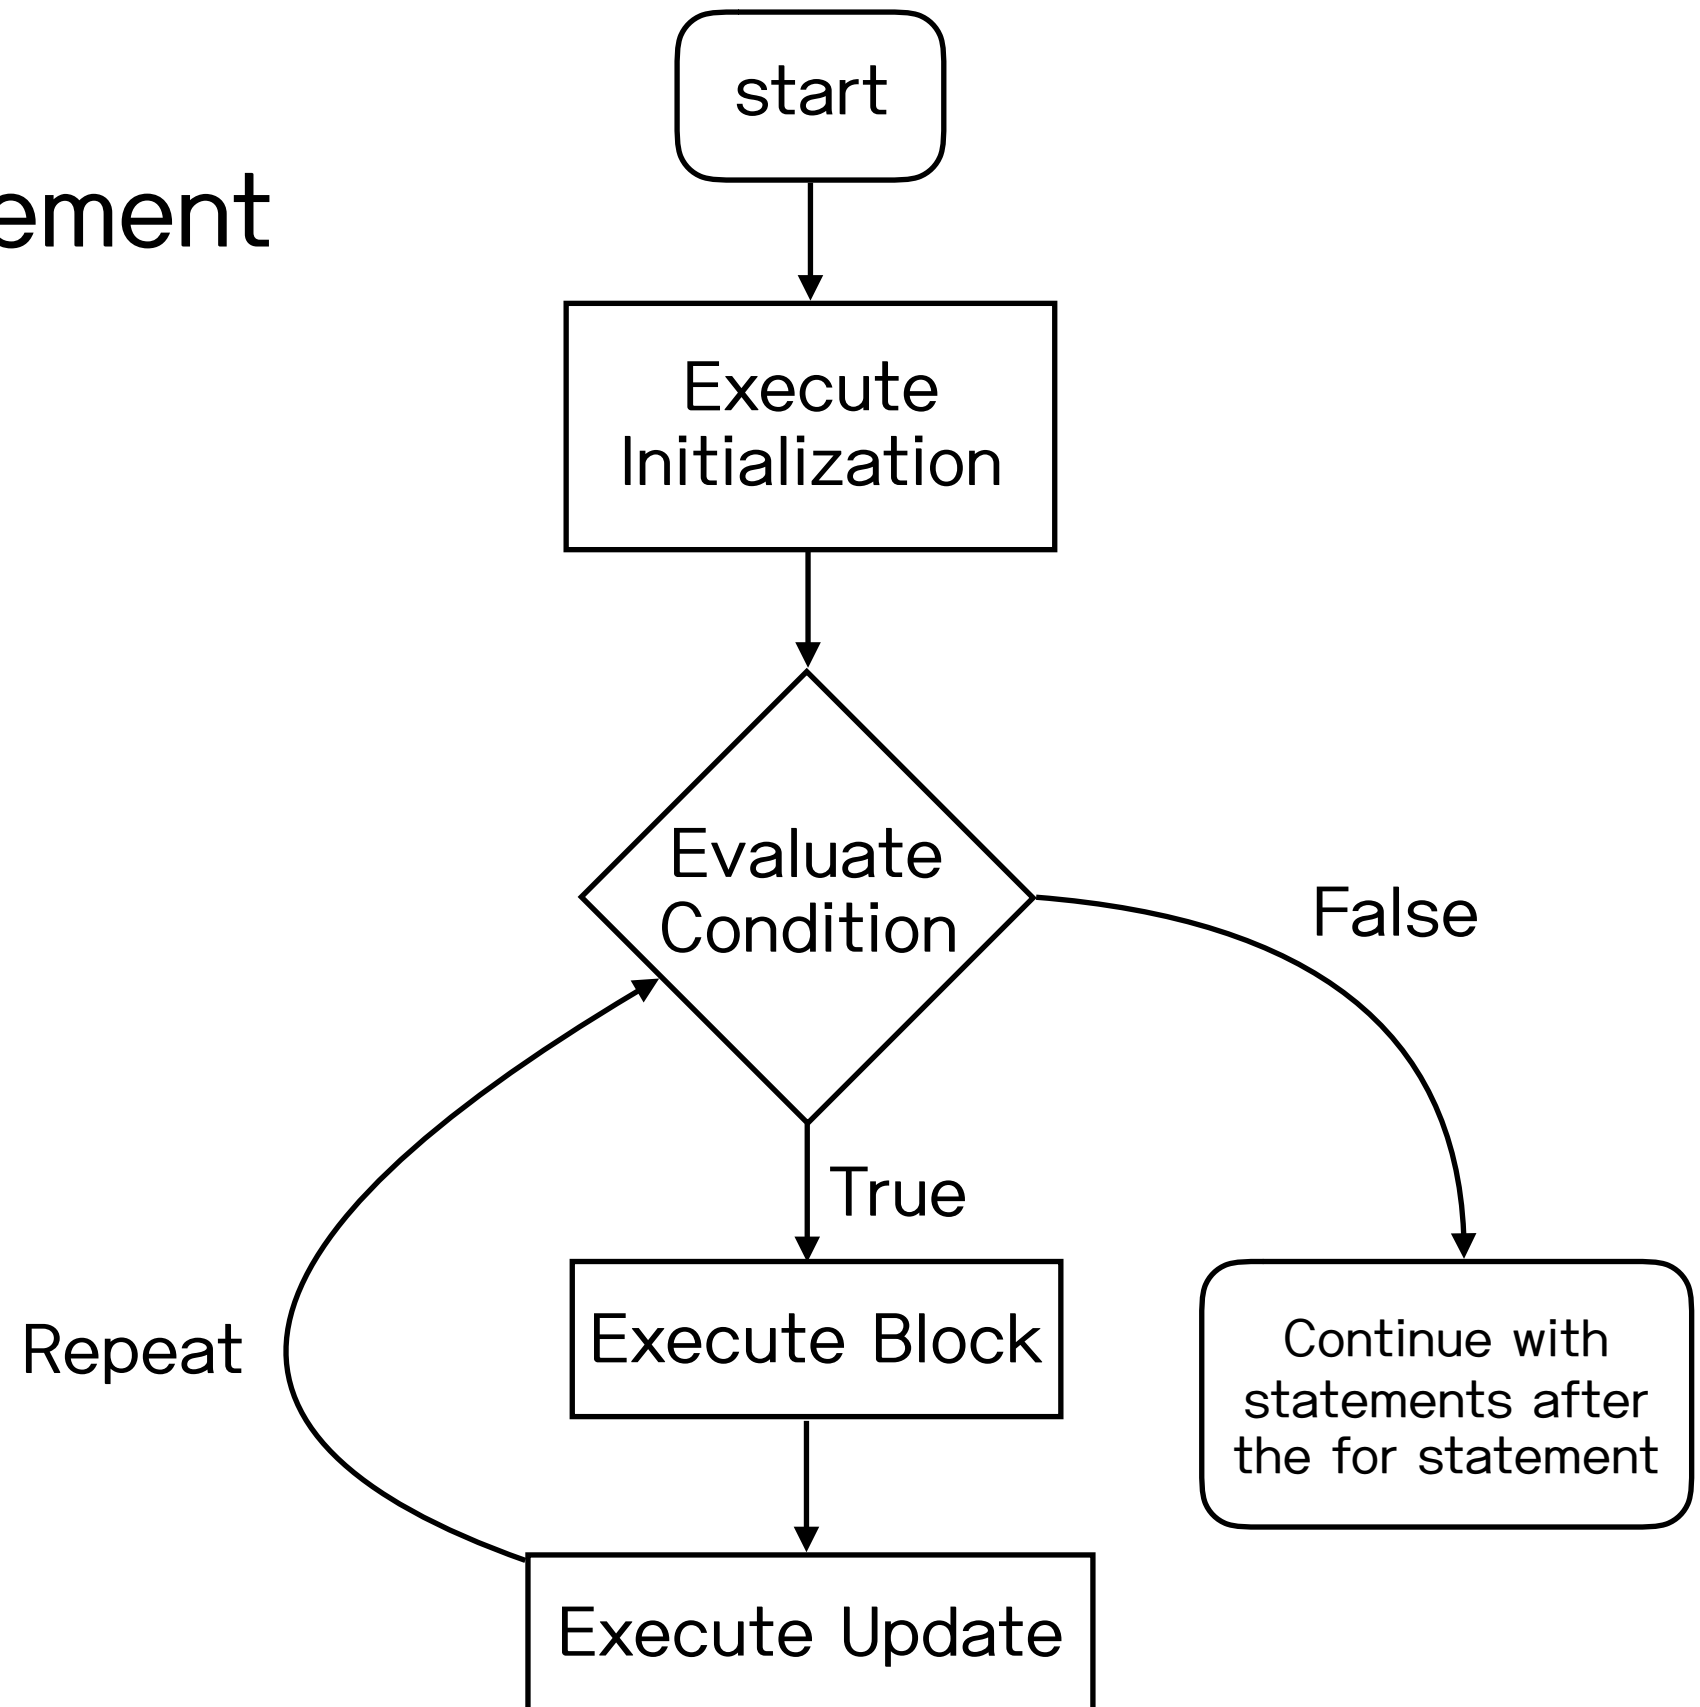 start
ement
Execute
Initialization
Evaluate
Condition
False
True
Repeat
Execute Block
Continue with
statements after
the for statement
Execute Update